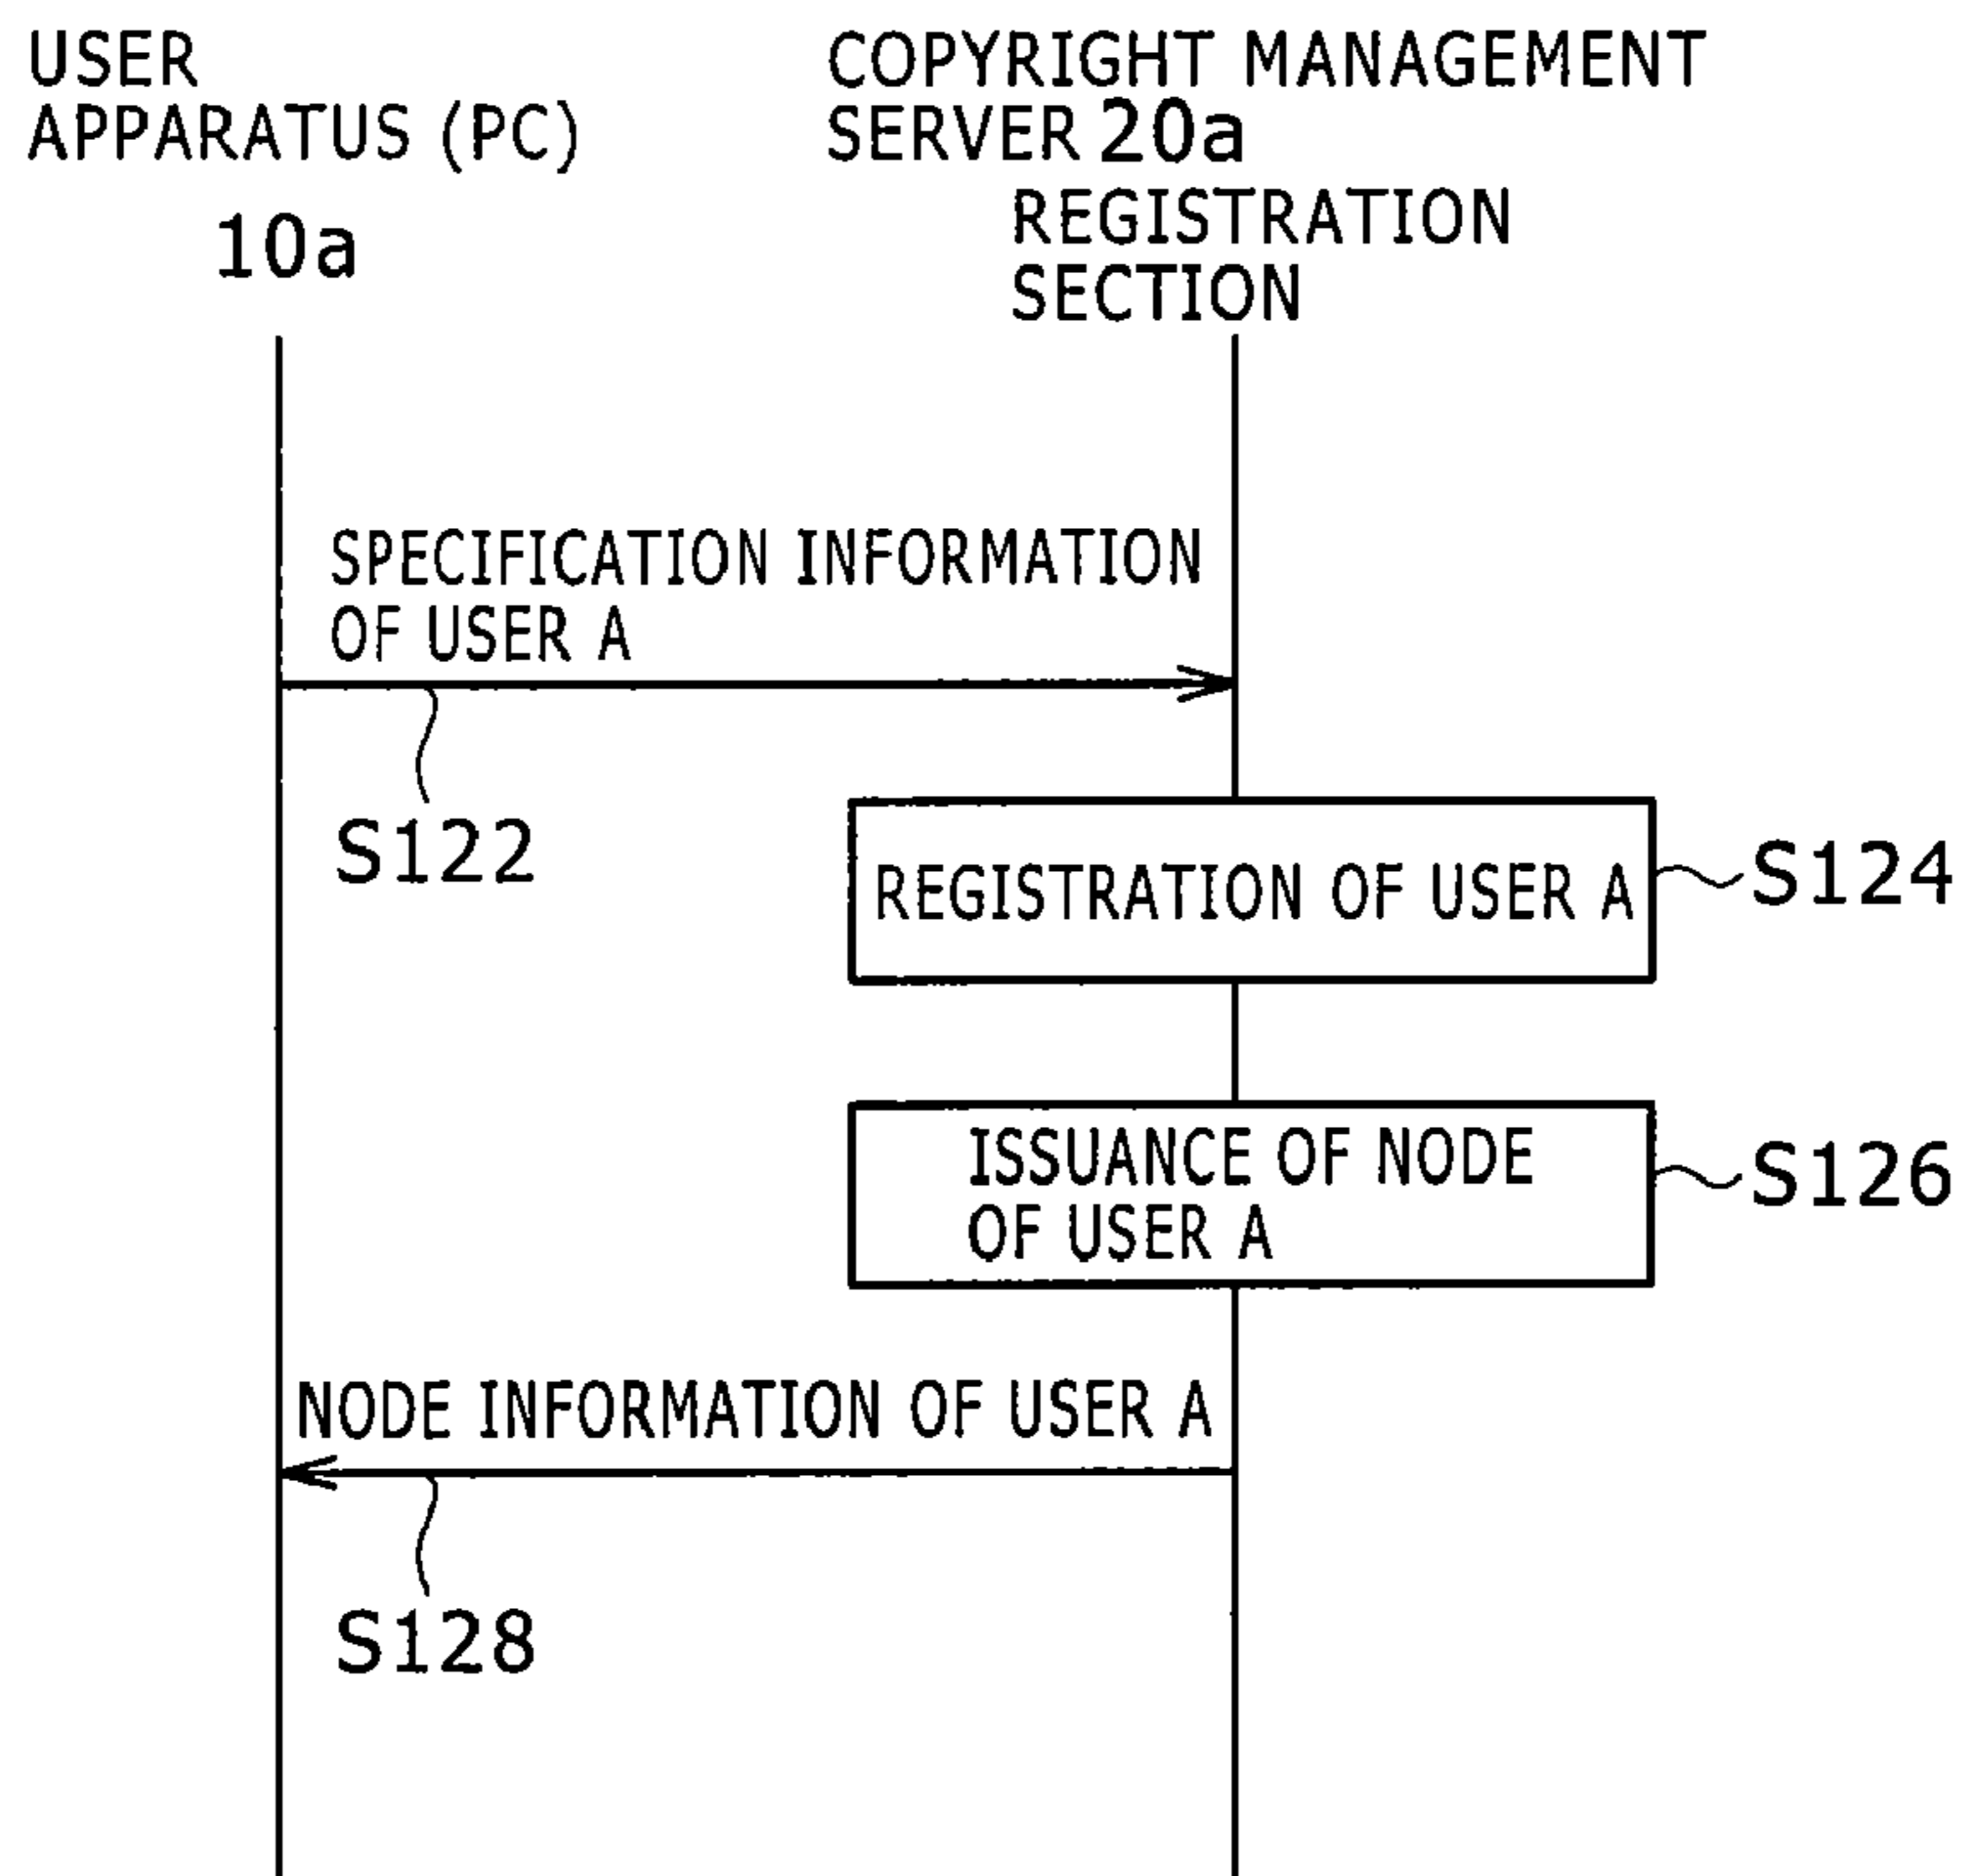 USER
APPARATUS (PC)
10a
COPYRIGHT MANAGEMENT
SERVER 20a
REGISTRATION
SECTION
SPECIFICATION INFORMATION
OF USER A
S122
REGISTRATION OF USER A
S124
ISSUANCE OF NODE
OF USER A
S126
NODE INFORMATION OF USER A
S128